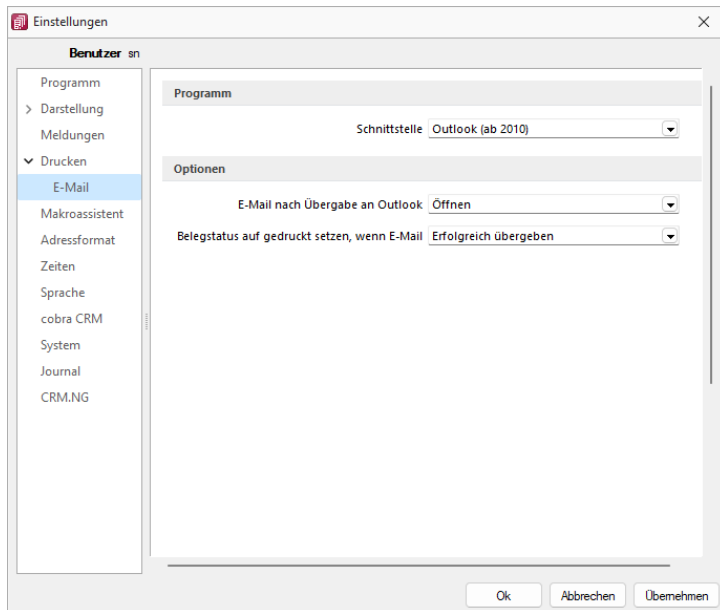 Einstellungen
Benutzer sn
Programm
Darstellung
Meldungen
Drucken
E-Mail
Makroassistent
Adressformat
Zeiten
Sprache
cobra CRM
System
Journal
CRM.NG
Programm
Schnittstelle Outlook (ab 2010)
Optionen
E-Mail nach Übergabe an Outlook Öffnen
Belegstatus auf gedruckt setzen, wenn E-Mail Erfolgreich übergeben
Ok Abbrechen Übernehmen